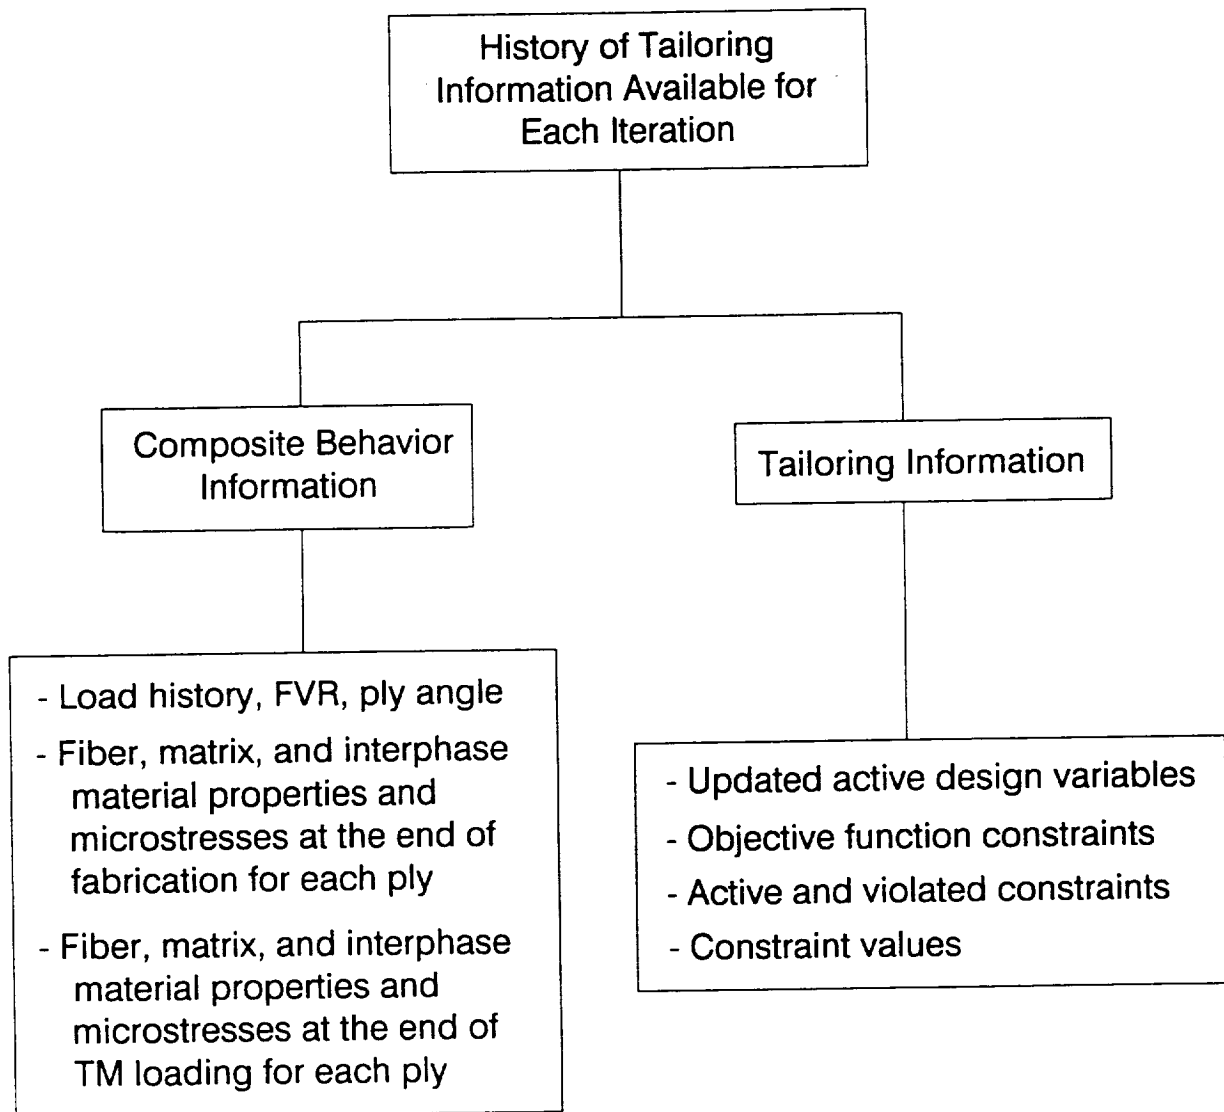 History of Tailoring
Information Available for
Each Iteration
Composite Behavior
Information
Tailoring Information
- Load history, FVR, ply angle
- Fiber, matrix, and interphase
material properties and
microstresses at the end of
fabrication for each ply
- Fiber, matrix, and interphase
material properties and
microstresses at the end of
TM loading for each ply
- Updated active design variables
- Objective function constraints
- Active and violated constraints
- Constraint values